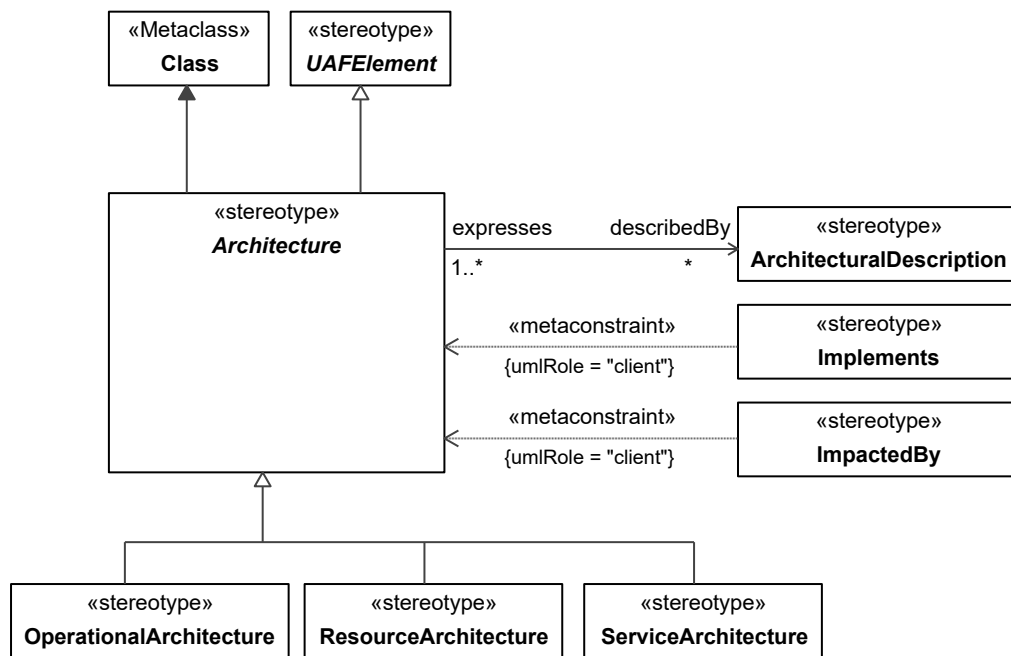 «Metaclass»
Class
«stereotype»
UAFElement
«stereotype»
Architecture
expresses
describedBy
1..*
*
«stereotype»
ArchitecturalDescription
«metaconstraint»
{umlRole = "client"}
«stereotype»
Implements
«metaconstraint»
{umlRole = "client"}
«stereotype»
ImpactedBy
«stereotype»
OperationalArchitecture
«stereotype»
ResourceArchitecture
«stereotype»
ServiceArchitecture